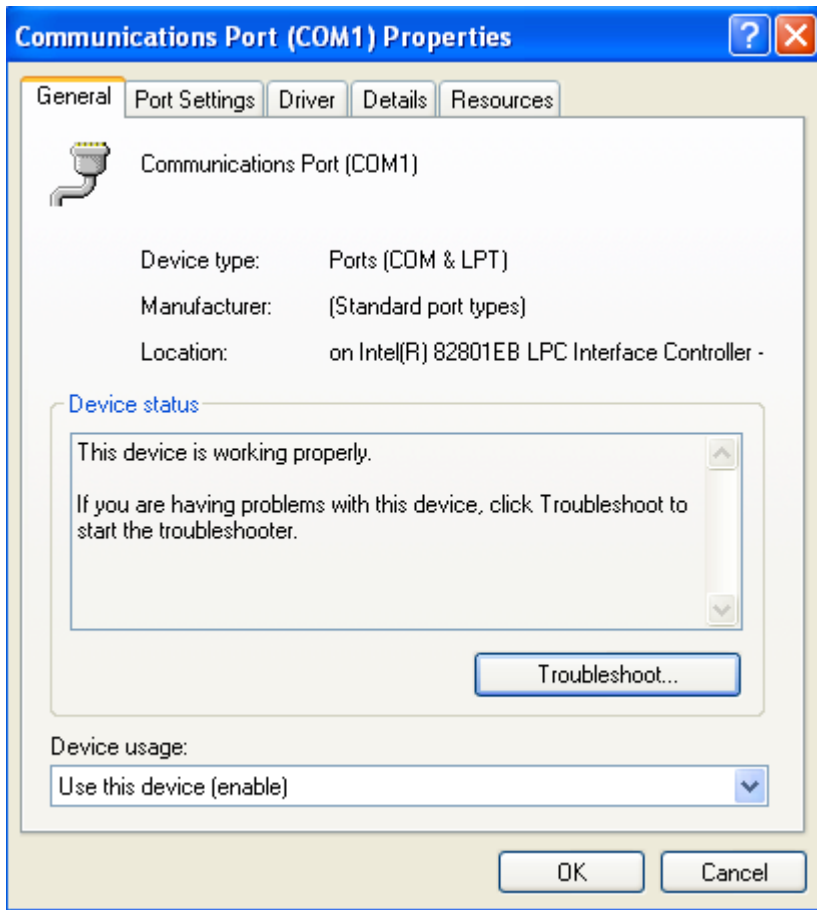 Communications Port (COM1) Properties
General Port Settings Driver Details Resources
Communications Port (COM1)
Device type: Ports (COM & LPT)
Manufacturer: (Standard port types)
Location: on Intel(R) 82801EB LPC Interface Controller -
Device status
This device is working properly.
If you are having problems with this device, click Troubleshoot to
start the troubleshooter.
Troubleshoot...
Device usage:
Use this device (enable)
OK Cancel